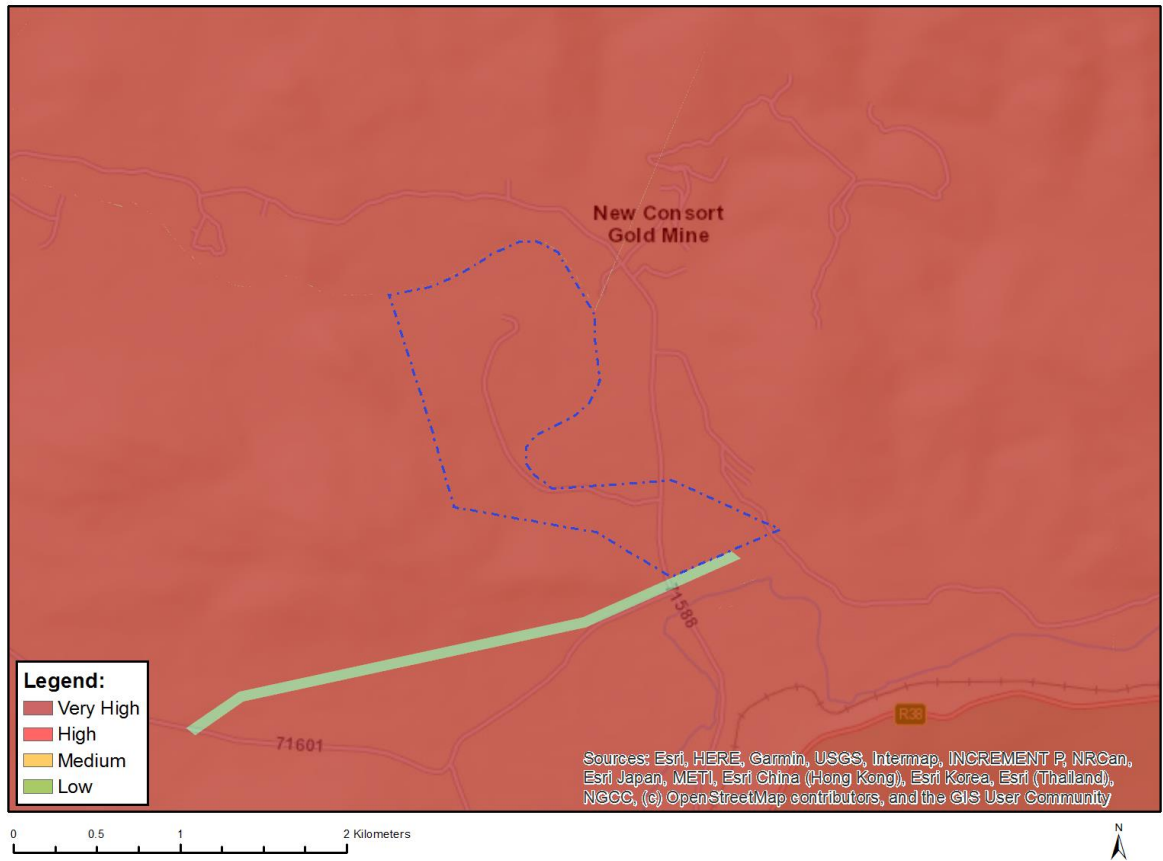 New Consort
Gold Mine
71588
R38
71601
Legend:
Very High
High
Medium
Low
Sources: Esri, HERE, Garmin, USGS, Intermap, INCREMENT P, NRCan,
Esri Japan, METI, Esri China (Hong Kong), Esri Korea, Esri (Thailand),
NGCC, (c) OpenStreetMap contributors, and the GIS User Community
0 0.5 1 2 Kilometers
N